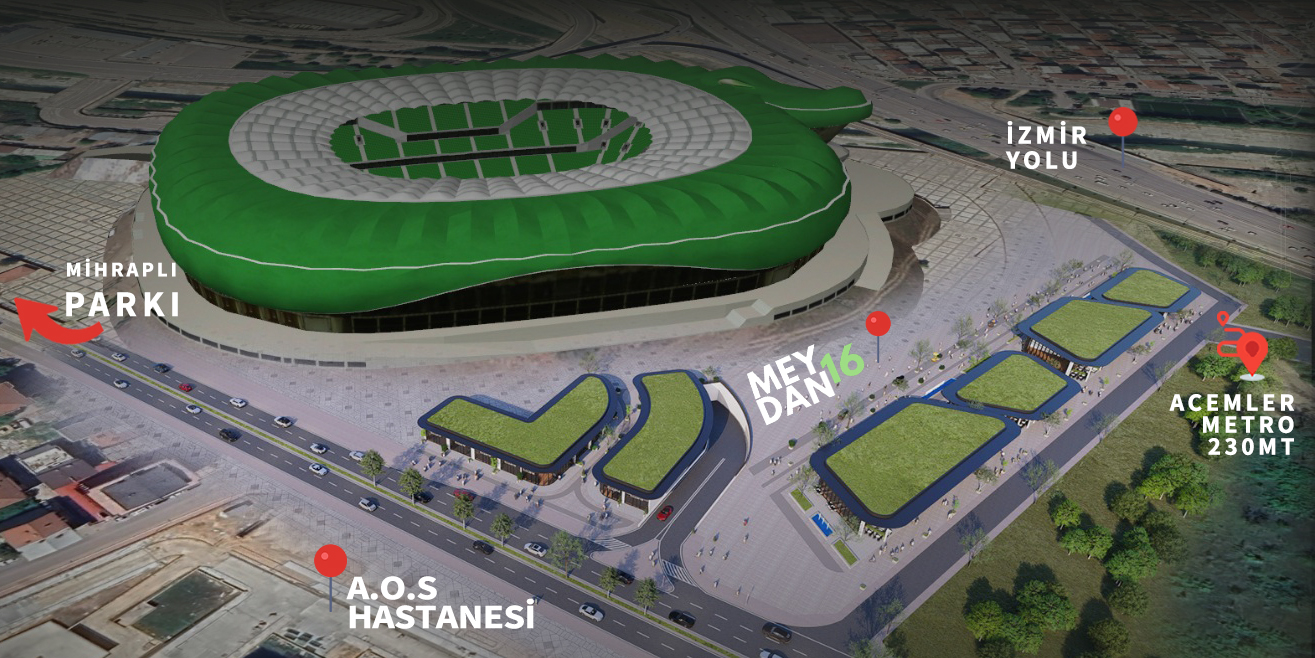 İZMİR
YOLU
MİHRAPLI
PARKI
MEY
DAN16
ACEMLER
METRO
230MT
A.O.S
HASTANESİ